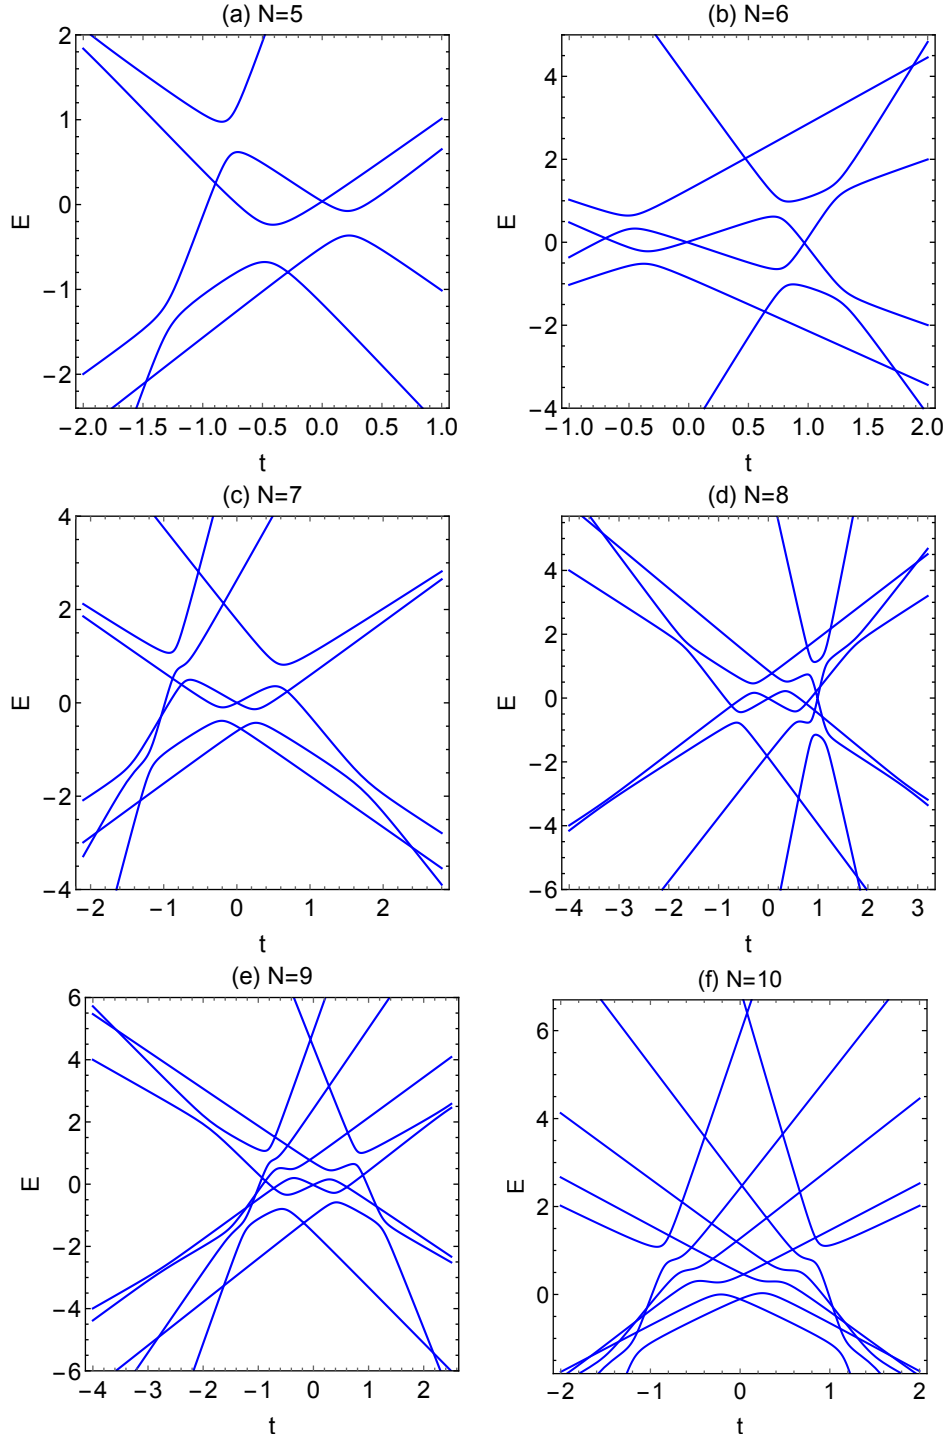 (a) N=5
(b) N=6
2
1
0
−1
−2
E
−2.0 −1.5 −1.0 −0.5 0.0 0.5 1.0
t
4
2
0
−2
−4
E
−1.0 −0.5 0.0 0.5 1.0 1.5 2.0
t
(c) N=7
(d) N=8
4
2
0
−2
−4
E
−2 −1 0 1 2
t
4
2
0
−2
−4
−6
E
−4 −3 −2 −1 0 1 2 3
t
(e) N=9
(f) N=10
6
4
2
0
−2
−4
−6
E
−4 −3 −2 −1 0 1 2
t
6
4
2
0
E
−2 −1 0 1 2
t